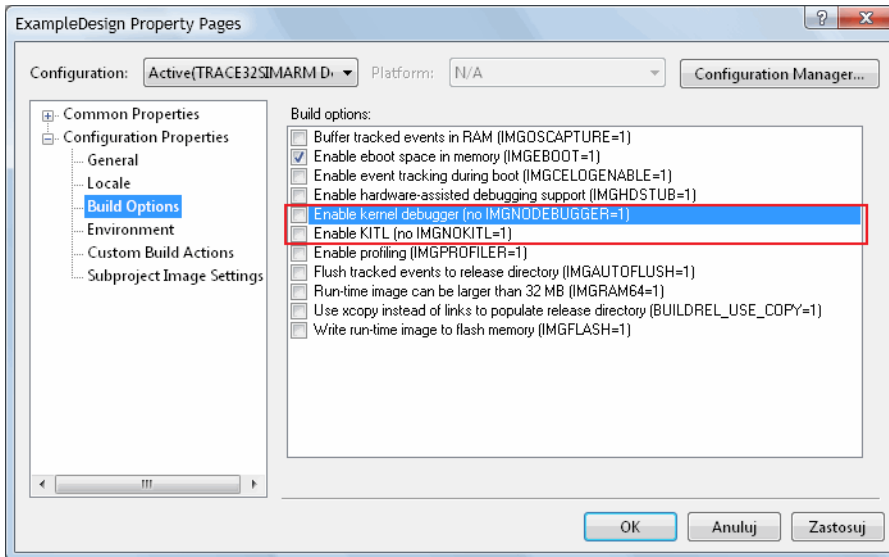 ExampleDesign Property Pages
Configuration: Active(TRACE32SIMARM D Platform: N/A Configuration Manager...
Common Properties
Configuration Properties
General
Locale
Build Options
Environment
Custom Build Actions
Subproject Image Settings
Build options:
Buffer tracked events in RAM (IMGOSCAPTURE=1)
Enable eboot space in memory (IMGEBOOT=1)
Enable event tracking during boot (IMGCELOGENABLE=1)
Enable hardware-assisted debugging support (IMGHDSTUB=1)
Enable kernel debugger (no IMGNODEBUGGER=1)
Enable KITL (no IMGNOKITL=1)
Enable profiling (IMGPROFILER=1)
Flush tracked events to release directory (IMGAUTOFLUSH=1)
Run-time image can be larger than 32 MB (IMGRAM64=1)
Use xcopy instead of links to populate release directory (BUILDREL_USE_COPY=1)
Write run-time image to flash memory (IMGFLASH=1)
OK Anuluj Zastosuj